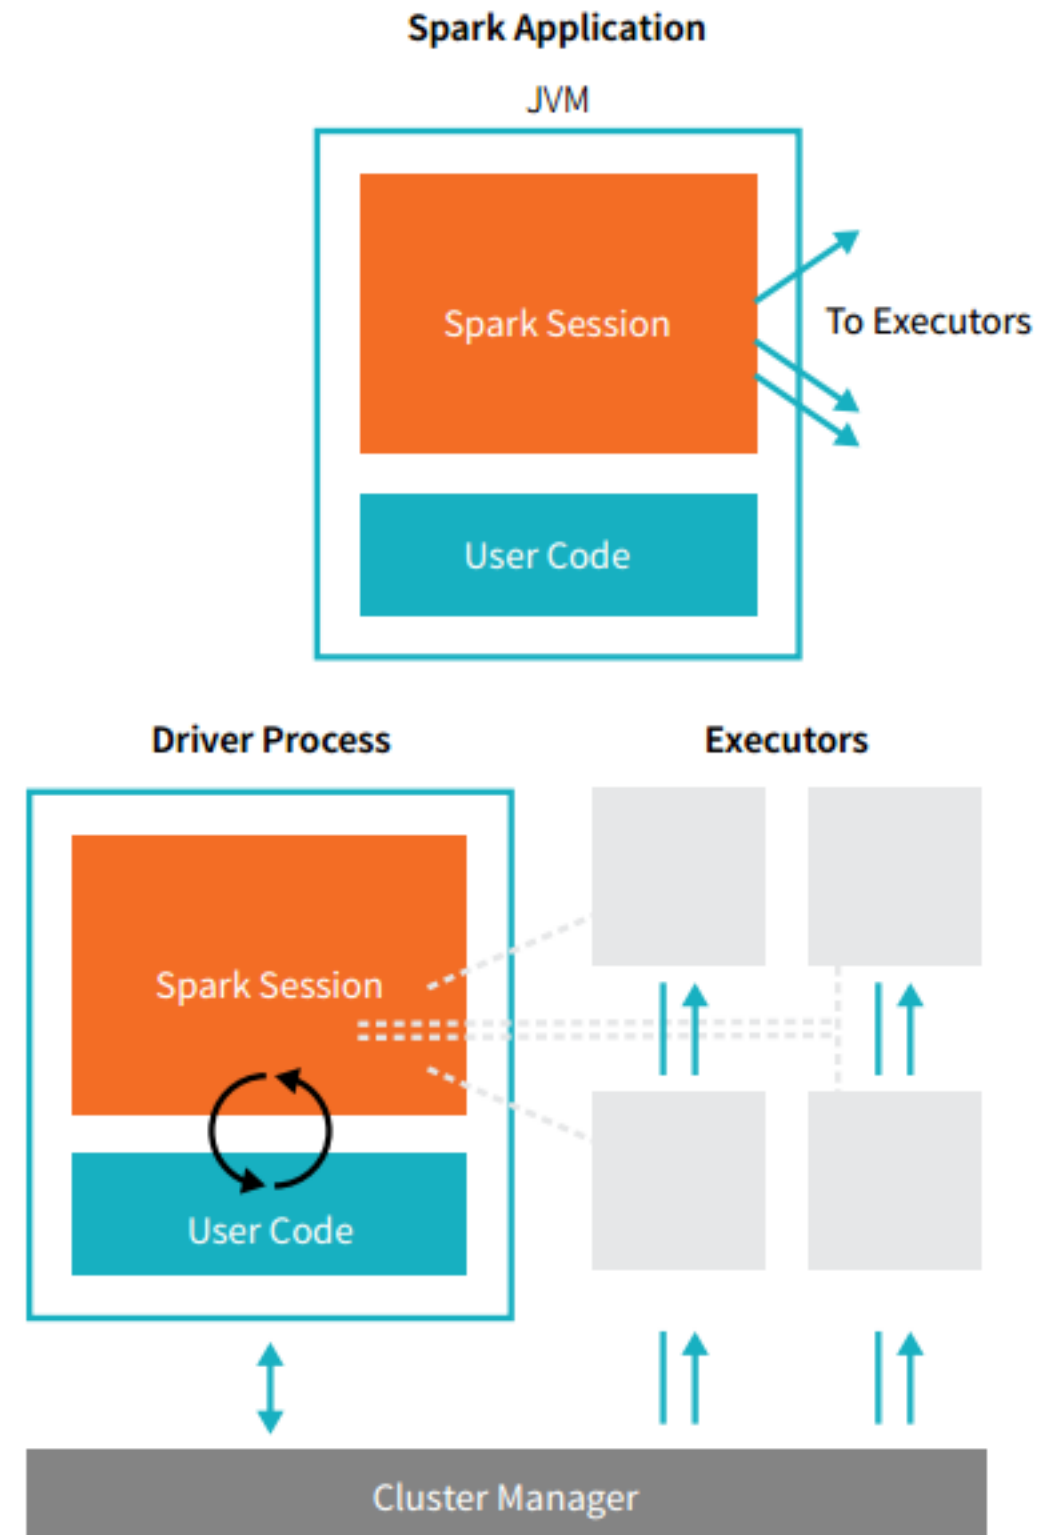 Spark Application
JVM
Spark Session
To Executors
User Code
Driver Process
Executors
Spark Session
User Code
Cluster Manager